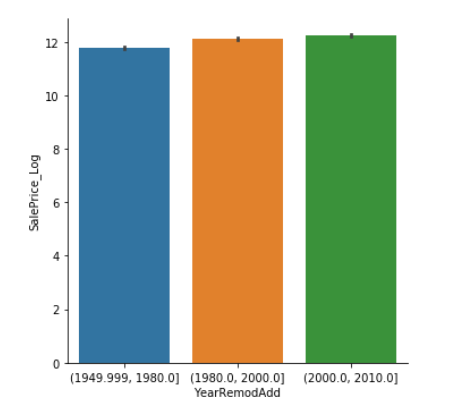 12
10
8
6
4
2
0
SalePrice_Log
(1949.999, 1980.0] (1980.0, 2000.0] (2000.0, 2010.0]
YearRemodAdd